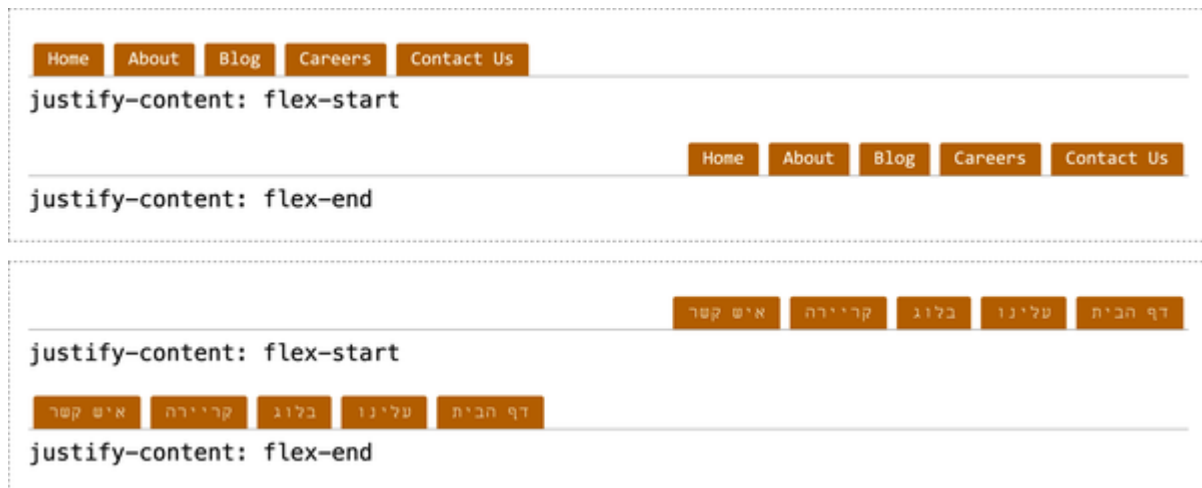 Home About Blog Careers Contact Us
justify-content: flex-start
Home About Blog Careers Contact Us
justify-content: flex-end
דף הבית עלינו בלוג קריירה איש קשר
justify-content: flex-start
דף הבית עלינו בלוג קריירה איש קשר
justify-content: flex-end